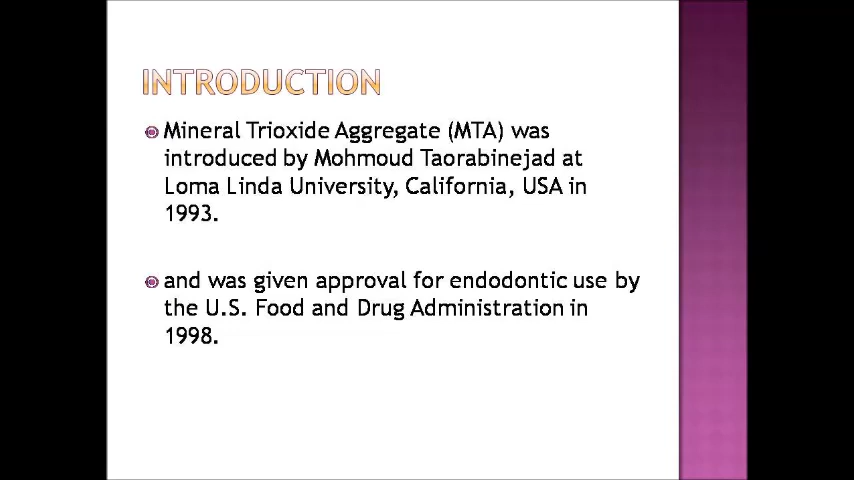 INTRODUCTION
Mineral Trioxide Aggregate (MTA) was
introduced by Mohmoud Taorabinejad at
Loma Linda University, California, USA in
1993.
and was given approval for endodontic use by
the U.S. Food and Drug Administration in
1998.